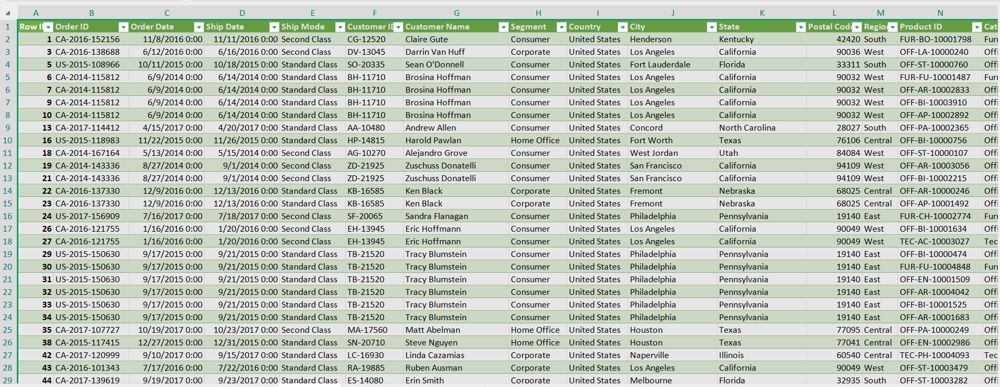 A B C D E F G H I J K L M N
1 Row I Order ID Order Date Ship Date Ship Mode Customer I Customer Name Segment Country City State Postal Cod Region Product ID Cat
2 1 CA-2016-152156 11/8/2016 0:00 11/11/2016 0:00 Second Class CG-12520 Claire Gute Consumer United States Henderson Kentucky 42420 South FUR-BO-10001798 Furn
3 3 CA-2016-138688 6/12/2016 0:00 6/16/2016 0:00 Second Class DV-13045 Darrin Van Huff Corporate United States Los Angeles California 90036 West OFF-LA-10000240 Offi
4 5 US-2015-108966 10/11/2015 0:00 10/18/2015 0:00 Standard Class SO-20335 Sean O'Donnell Consumer United States Fort Lauderdale Florida 33311 South OFF-ST-10000760 Offi
5 6 CA-2014-115812 6/9/2014 0:00 6/14/2014 0:00 Standard Class BH-11710 Brosina Hoffman Consumer United States Los Angeles California 90032 West FUR-FU-10001487 Furn
6 7 CA-2014-115812 6/9/2014 0:00 6/14/2014 0:00 Standard Class BH-11710 Brosina Hoffman Consumer United States Los Angeles California 90032 West OFF-AR-10002833 Offi
7 9 CA-2014-115812 6/9/2014 0:00 6/14/2014 0:00 Standard Class BH-11710 Brosina Hoffman Consumer United States Los Angeles California 90032 West OFF-BI-10003910 Offi
8 10 CA-2014-115812 6/9/2014 0:00 6/14/2014 0:00 Standard Class BH-11710 Brosina Hoffman Consumer United States Los Angeles California 90032 West OFF-AP-10002892 Offi
9 13 CA-2017-114412 4/15/2017 0:00 4/20/2017 0:00 Standard Class AA-10480 Andrew Allen Consumer United States Concord North Carolina 28027 South OFF-PA-10002365 Offi
10 16 US-2015-118983 11/22/2015 0:00 11/26/2015 0:00 Standard Class HP-14815 Harold Pawlan Home Office United States Fort Worth Texas 76106 Central OFF-BI-10000756 Offi
11 18 CA-2014-167164 5/13/2014 0:00 5/15/2014 0:00 Second Class AG-10270 Alejandro Grove Consumer United States West Jordan Utah 84084 West OFF-ST-10000107 Offi
12 19 CA-2014-143336 8/27/2014 0:00 9/1/2014 0:00 Second Class ZD-21925 Zuschuss Donatelli Consumer United States San Francisco California 94109 West OFF-AR-10003056 Offi
13 21 CA-2014-143336 8/27/2014 0:00 9/1/2014 0:00 Second Class ZD-21925 Zuschuss Donatelli Consumer United States San Francisco California 94109 West OFF-BI-10002215 Offi
14 22 CA-2016-137330 12/9/2016 0:00 12/13/2016 0:00 Standard Class KB-16585 Ken Black Corporate United States Fremont Nebraska 68025 Central OFF-AR-10000246 Offi
15 23 CA-2016-137330 12/9/2016 0:00 12/13/2016 0:00 Standard Class KB-16585 Ken Black Corporate United States Fremont Nebraska 68025 Central OFF-AP-10001492 Offi
16 24 US-2017-156909 7/16/2017 0:00 7/18/2017 0:00 Second Class SF-20065 Sandra Flanagan Consumer United States Philadelphia Pennsylvania 19140 East FUR-CH-10002774 Furn
17 26 CA-2016-121755 1/16/2016 0:00 1/20/2016 0:00 Second Class EH-13945 Eric Hoffmann Consumer United States Los Angeles California 90049 West OFF-BI-10001634 Offi
18 27 CA-2016-121755 1/16/2016 0:00 1/20/2016 0:00 Second Class EH-13945 Eric Hoffmann Consumer United States Los Angeles California 90049 West TEC-AC-10003027 Tec
19 29 US-2015-150630 9/17/2015 0:00 9/21/2015 0:00 Standard Class TB-21520 Tracy Blumstein Consumer United States Philadelphia Pennsylvania 19140 East OFF-BI-10000474 Offi
20 30 US-2015-150630 9/17/2015 0:00 9/21/2015 0:00 Standard Class TB-21520 Tracy Blumstein Consumer United States Philadelphia Pennsylvania 19140 East FUR-FU-10004848 Furn
21 31 US-2015-150630 9/17/2015 0:00 9/21/2015 0:00 Standard Class TB-21520 Tracy Blumstein Consumer United States Philadelphia Pennsylvania 19140 East OFF-EN-10001509 Offi
22 32 US-2015-150630 9/17/2015 0:00 9/21/2015 0:00 Standard Class TB-21520 Tracy Blumstein Consumer United States Philadelphia Pennsylvania 19140 East OFF-AR-10004042 Offi
23 33 US-2015-150630 9/17/2015 0:00 9/21/2015 0:00 Standard Class TB-21520 Tracy Blumstein Consumer United States Philadelphia Pennsylvania 19140 East OFF-BI-10001525 Offi
24 34 US-2015-150630 9/17/2015 0:00 9/21/2015 0:00 Standard Class TB-21520 Tracy Blumstein Consumer United States Philadelphia Pennsylvania 19140 East OFF-AR-10001683 Offi
25 35 CA-2017-107727 10/19/2017 0:00 10/23/2017 0:00 Second Class MA-17560 Matt Abelman Home Office United States Houston Texas 77095 Central OFF-PA-10000249 Offi
26 38 CA-2015-117415 12/27/2015 0:00 12/31/2015 0:00 Standard Class SN-20710 Steve Nguyen Home Office United States Houston Texas 77041 Central OFF-EN-10002986 Offi
27 42 CA-2017-120999 9/10/2017 0:00 9/15/2017 0:00 Standard Class LC-16930 Linda Cazamias Corporate United States Naperville Illinois 60540 Central TEC-PH-10004093 Tec
28 43 CA-2016-101343 7/17/2016 0:00 7/22/2016 0:00 Standard Class RA-19885 Ruben Ausman Corporate United States Los Angeles California 90049 West OFF-ST-10003479 Offi
29 44 CA-2017-139619 9/19/2017 0:00 9/23/2017 0:00 Standard Class ES-14080 Erin Smith Corporate United States Melbourne Florida 32935 South OFF-ST-10003282 Offi